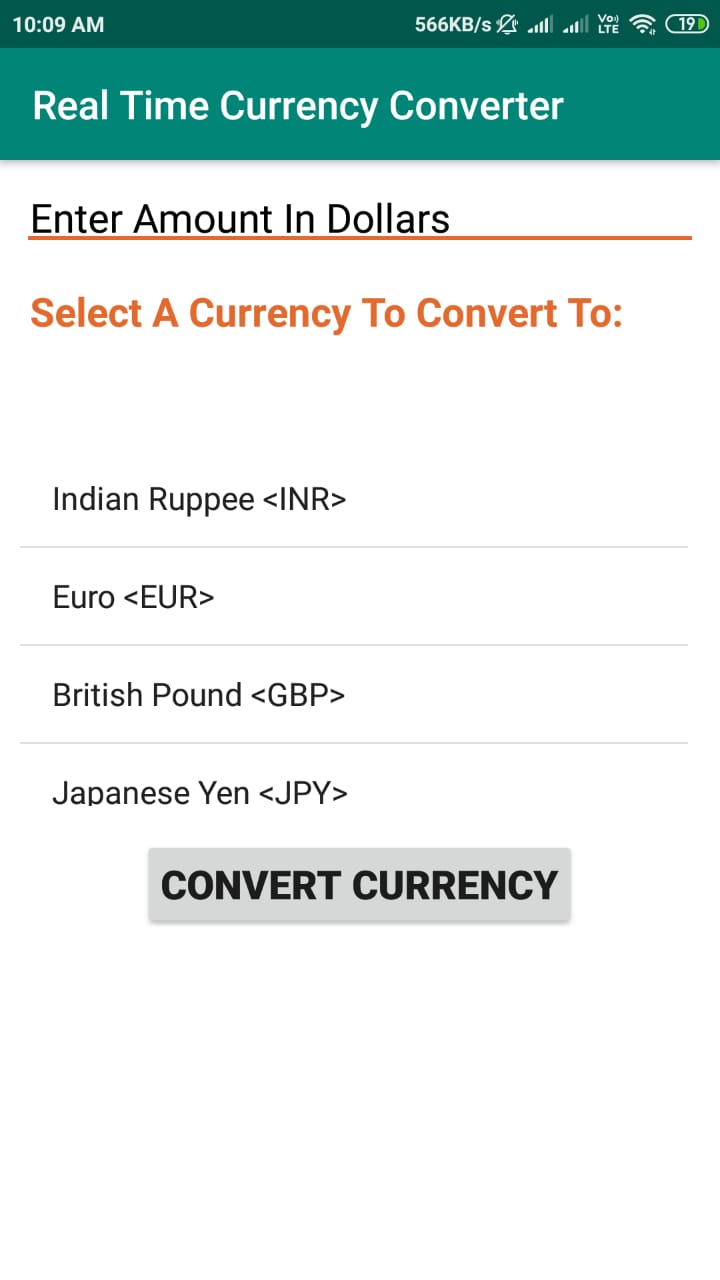 10:09 AM 566KB/s Vo)) LTE 19
Real Time Currency Converter
Enter Amount In Dollars
Select A Currency To Convert To:
Indian Ruppee <INR>
Euro <EUR>
British Pound <GBP>
Japanese Yen <JPY>
CONVERT CURRENCY